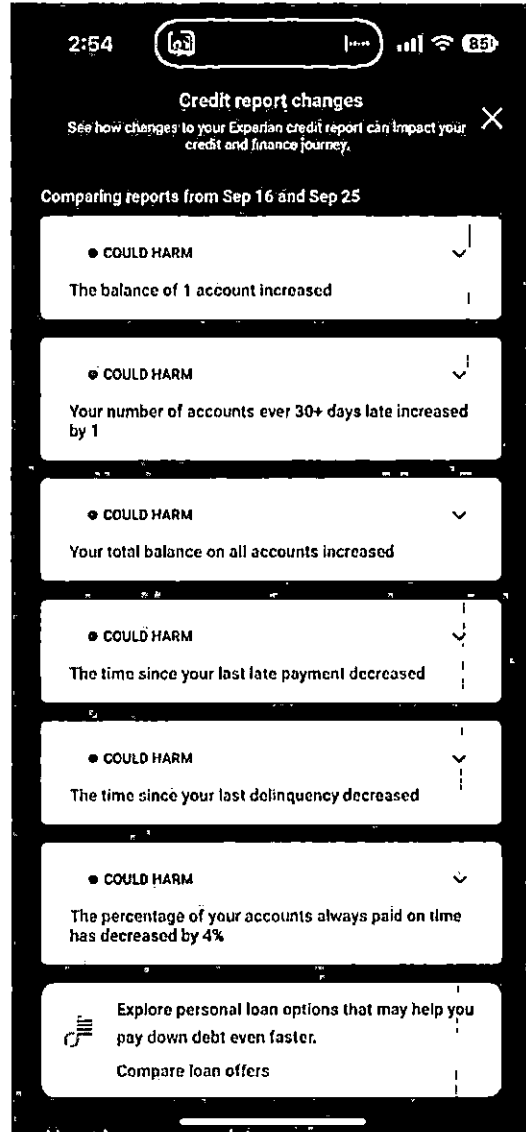 2:54
85
Credit report changes
See how changes to your Experian credit report can impact your
credit and finance journey.
Comparing reports from Sep 16 and Sep 25
COULD HARM
The balance of 1 account increased
COULD HARM
Your number of accounts ever 30+ days late increased
by 1
COULD HARM
Your total balance on all accounts increased
COULD HARM
The time since your last late payment decreased
COULD HARM
The time since your last delinquency decreased
COULD HARM
The percentage of your accounts always paid on time
has decreased by 4%
Explore personal loan options that may help you
pay down debt even faster.
Compare loan offers